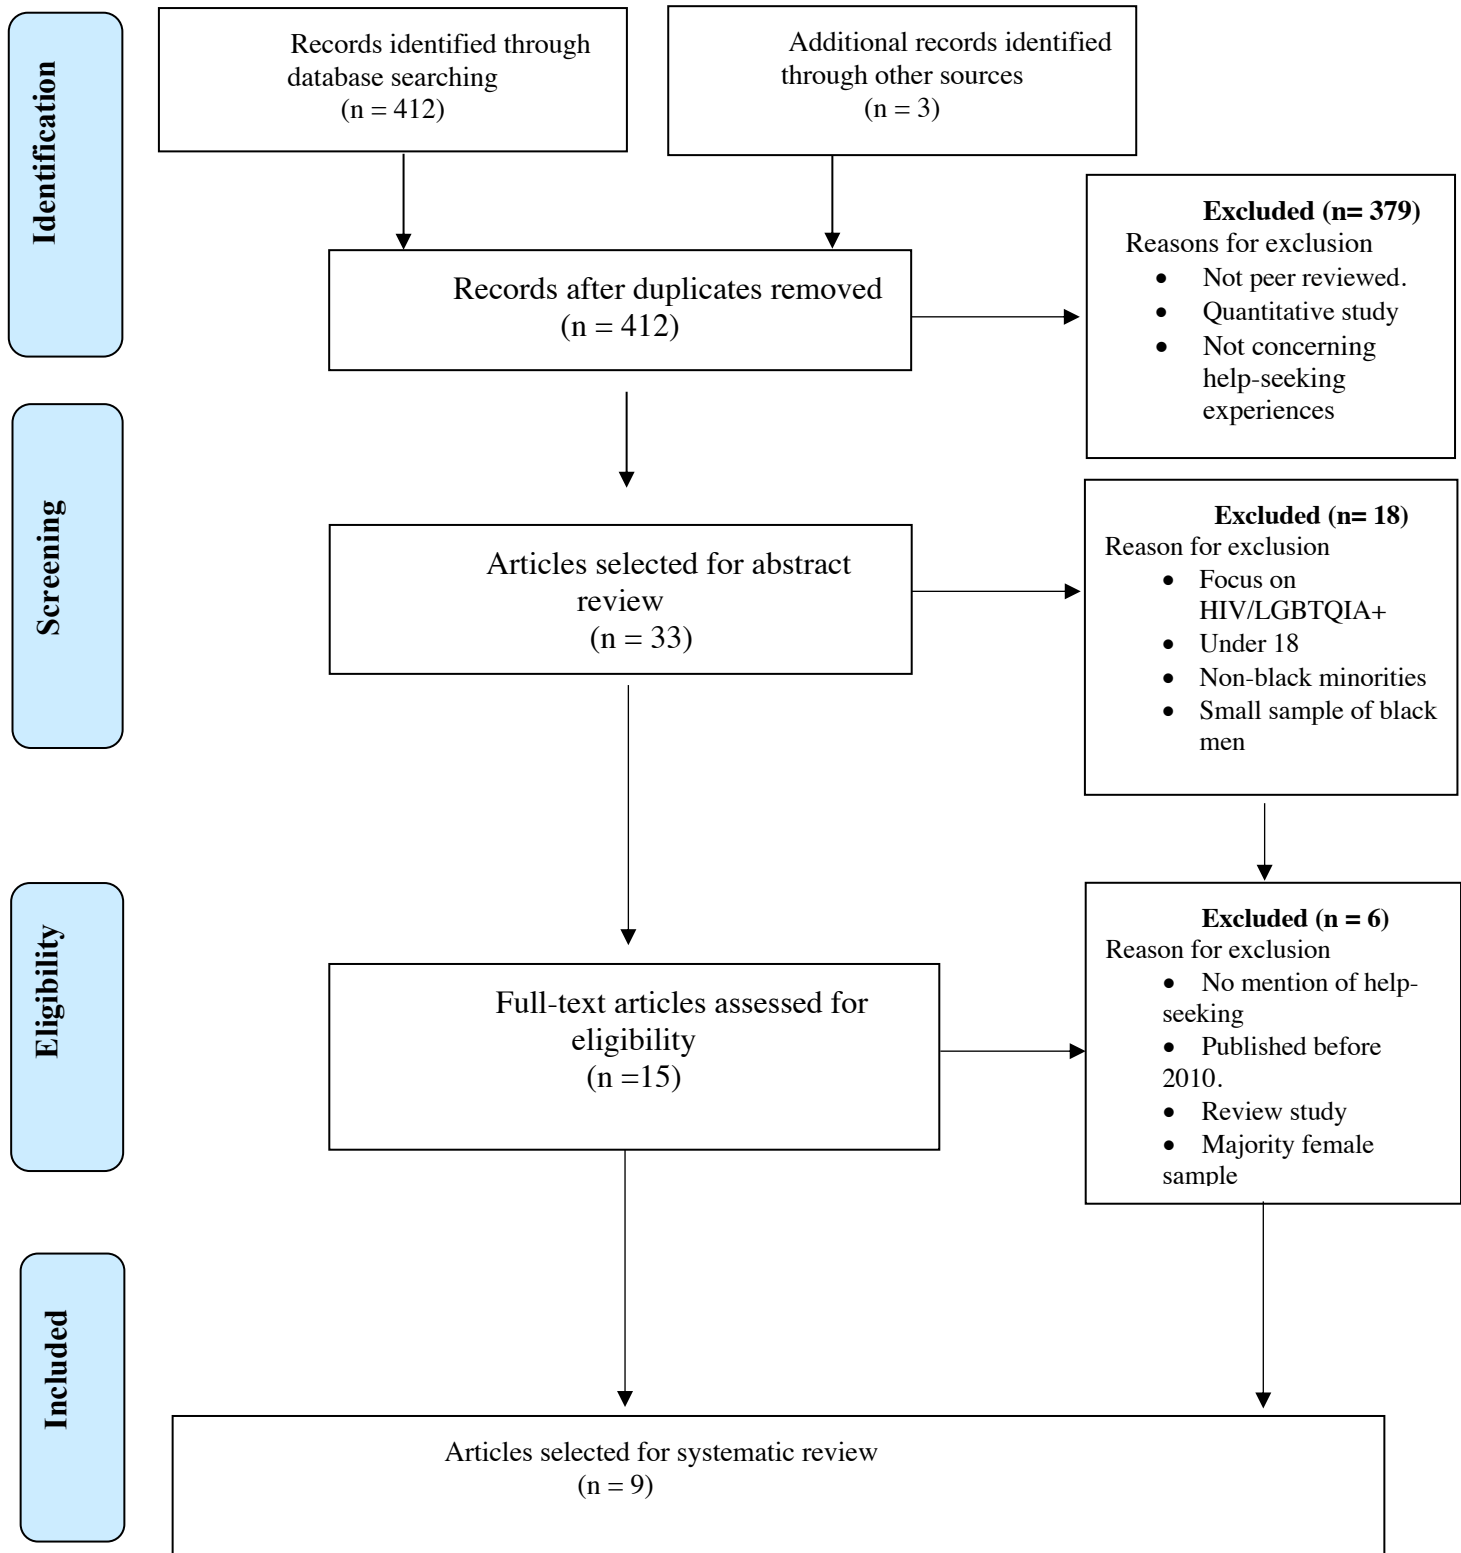 Identification
Records identified through
database searching
(n = 412)
Additional records identified
through other sources
(n = 3)
Records after duplicates removed
(n = 412)
Excluded (n= 379)
Reasons for exclusion
• Not peer reviewed.
• Quantitative study
• Not concerning
help-seeking
experiences
Screening
Articles selected for abstract
review
(n = 33)
Excluded (n= 18)
Reason for exclusion
• Focus on
HIV/LGBTQIA+
• Under 18
• Non-black minorities
• Small sample of black
men
Eligibility
Full-text articles assessed for
eligibility
(n =15)
Excluded (n = 6)
Reason for exclusion
• No mention of help-
seeking
• Published before
2010.
• Review study
• Majority female
sample
Included
Articles selected for systematic review
(n = 9)